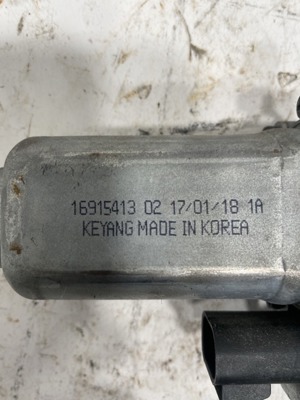 16915413 02 17/01/18 1A
KEYANG MADE IN KOREA